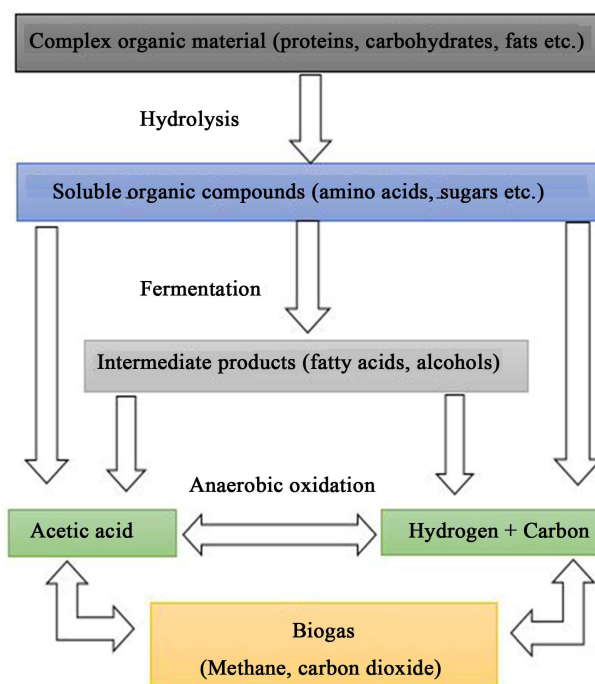 Complex organic material (proteins, carbohydrates, fats etc.)
Hydrolysis
Soluble organic compounds (amino acids, sugars etc.)
Fermentation
Intermediate products (fatty acids, alcohols)
Anaerobic oxidation
Acetic acid
Hydrogen + Carbon
Biogas
(Methane, carbon dioxide)